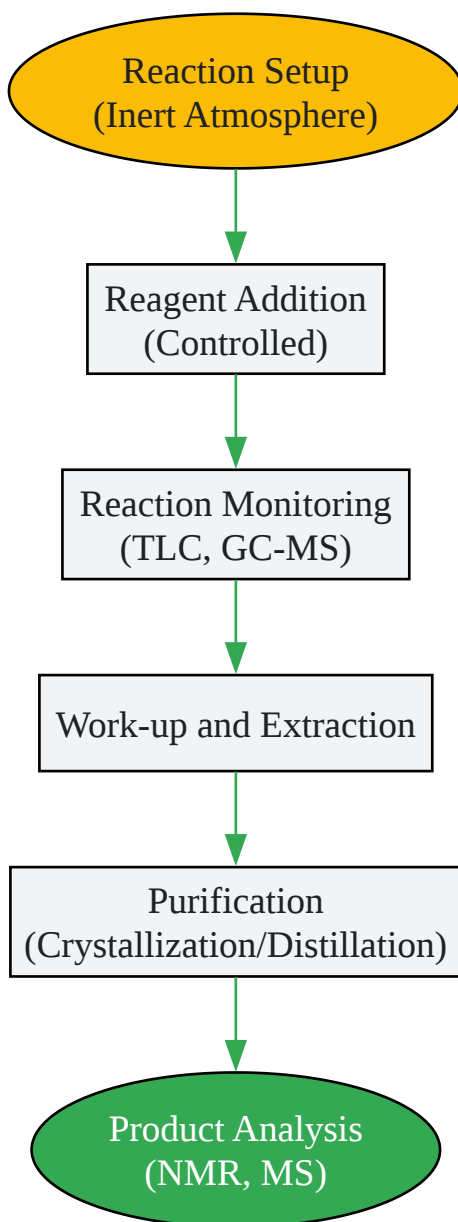 Reaction Setup
(Inert Atmosphere)
Reagent Addition
(Controlled)
Reaction Monitoring
(TLC, GC-MS)
Work-up and Extraction
Purification
(Crystallization/Distillation)
Product Analysis
(NMR, MS)